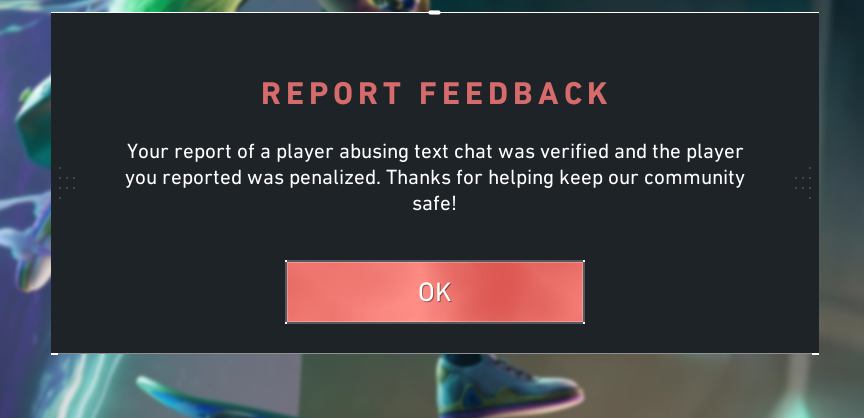 REPORT FEEDBACK
Your report of a player abusing text chat was verified and the player
you reported was penalized. Thanks for helping keep our community
safe!
OK